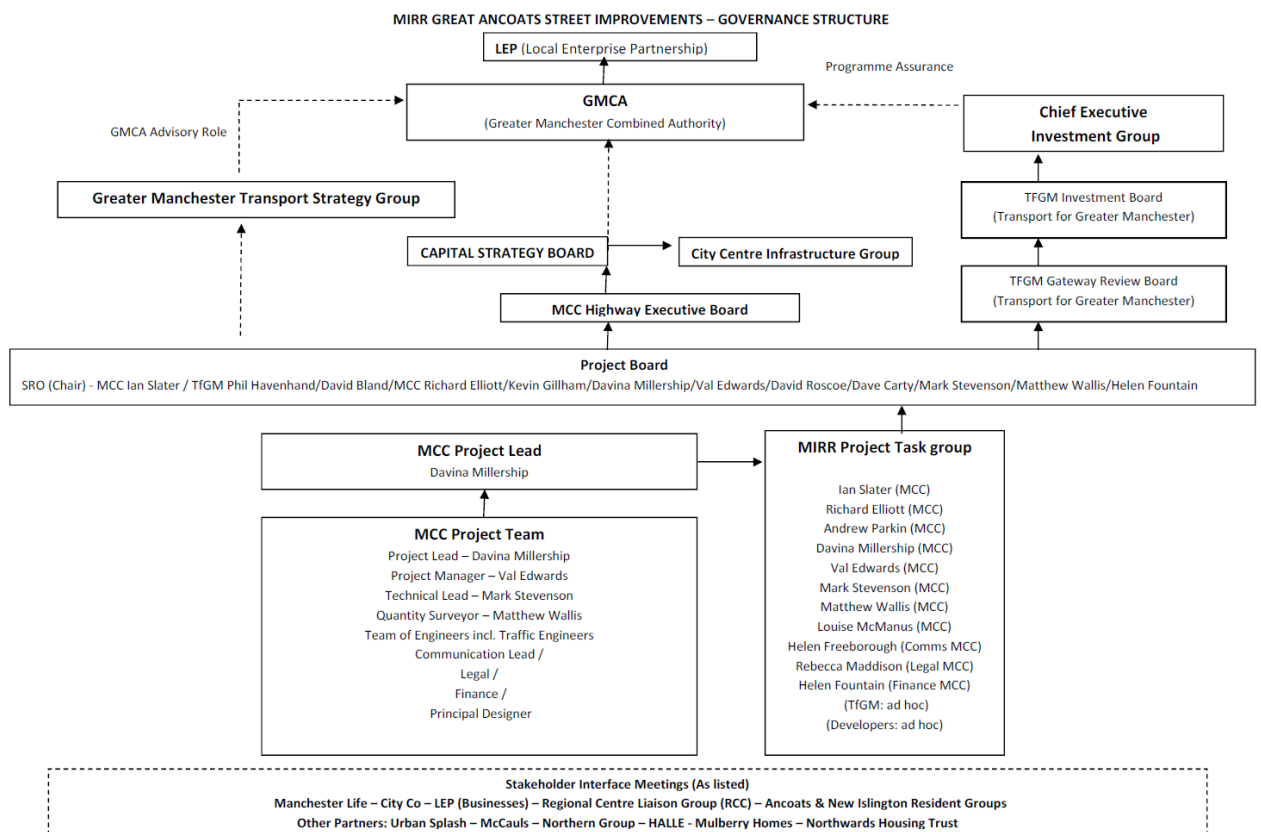 MIRR GREAT ANCOATS STREET IMPROVEMENTS – GOVERNANCE STRUCTURE
LEP (Local Enterprise Partnership)
Programme Assurance
GMCA
(Greater Manchester Combined Authority)
Chief Executive
Investment Group
GMCA Advisory Role
Greater Manchester Transport Strategy Group
TFGM Investment Board
(Transport for Greater Manchester)
CAPITAL STRATEGY BOARD
City Centre Infrastructure Group
TFGM Gateway Review Board
(Transport for Greater Manchester)
MCC Highway Executive Board
Project Board
SRO (Chair) - MCC Ian Slater / TfGM Phil Havenhand/David Bland/MCC Richard Elliott/Kevin Gillham/Davina Millership/Val Edwards/David Roscoe/Dave Carty/Mark Stevenson/Matthew Wallis/Helen Fountain
MCC Project Lead
Davina Millership
MCC Project Team
Project Lead – Davina Millership
Project Manager – Val Edwards
Technical Lead – Mark Stevenson
Quantity Surveyor – Matthew Wallis
Team of Engineers incl. Traffic Engineers
Communication Lead /
Legal /
Finance /
Principal Designer
MIRR Project Task group
Ian Slater (MCC)
Richard Elliott (MCC)
Andrew Parkin (MCC)
Davina Millership (MCC)
Val Edwards (MCC)
Mark Stevenson (MCC)
Matthew Wallis (MCC)
Louise McManus (MCC)
Helen Freeborough (Comms MCC)
Rebecca Maddison (Legal MCC)
Helen Fountain (Finance MCC)
(TfGM: ad hoc)
(Developers: ad hoc)
Stakeholder Interface Meetings (As listed)
Manchester Life – City Co – LEP (Businesses) – Regional Centre Liaison Group (RCC) – Ancoats & New Islington Resident Groups
Other Partners: Urban Splash – McCauls – Northern Group – HALLE - Mulberry Homes – Northwards Housing Trust